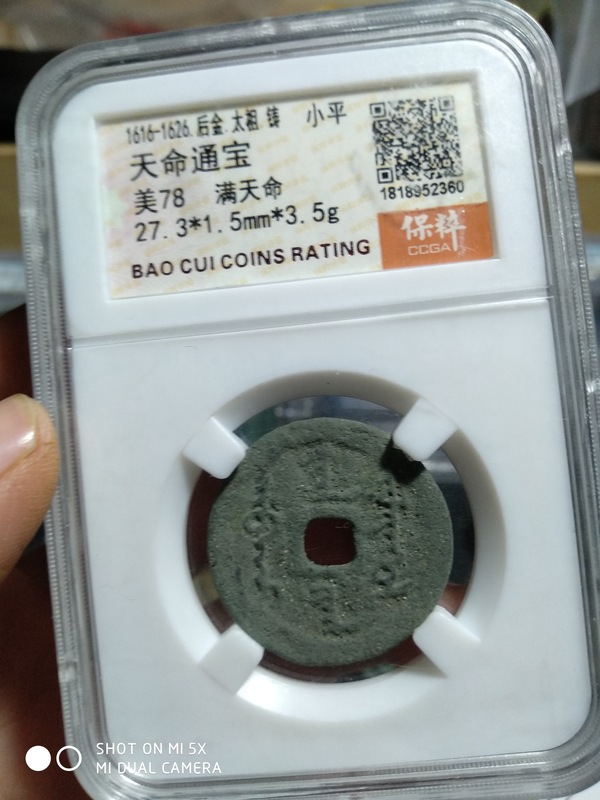 1616-1626.后金.太祖.铸 小平
天命通宝
美78 满天命
27.3*1.5mm*3.5g
BAO CUI COINS RATING
1818952360
保粹
CCGA
SHOT ON MI 5X
MI DUAL CAMERA